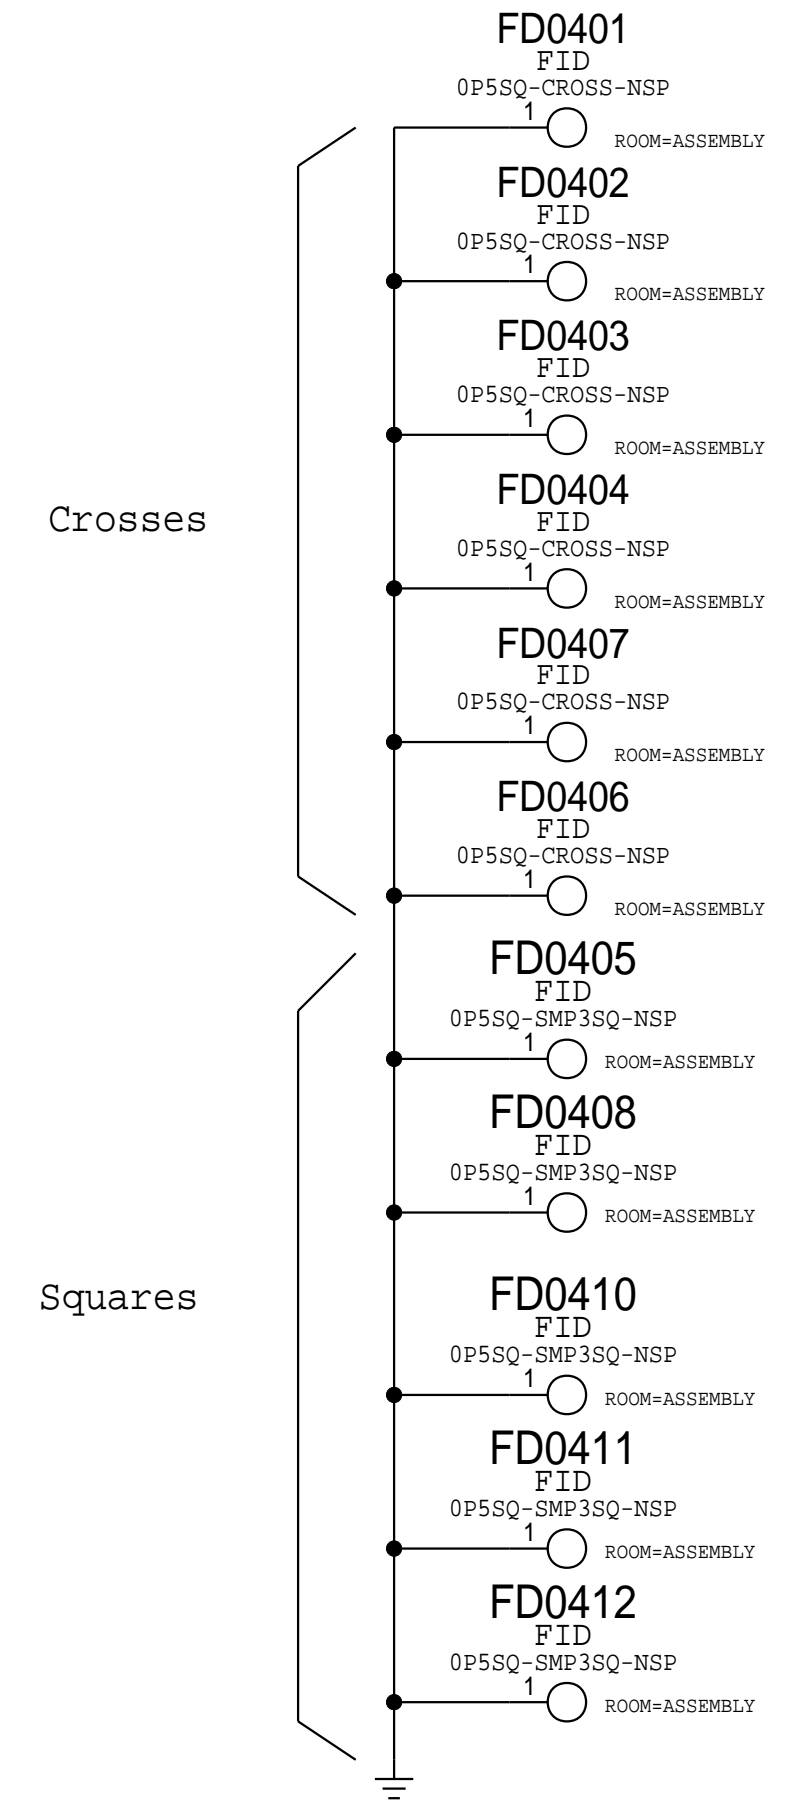 FD0401
FID
0P5SQ-CROSS-NSP
1
ROOM=ASSEMBLY
FD0402
FID
0P5SQ-CROSS-NSP
1
ROOM=ASSEMBLY
FD0403
FID
0P5SQ-CROSS-NSP
1
ROOM=ASSEMBLY
FD0404
FID
Crosses
0P5SQ-CROSS-NSP
1
ROOM=ASSEMBLY
FD0407
FID
0P5SQ-CROSS-NSP
1
ROOM=ASSEMBLY
FD0406
FID
0P5SQ-CROSS-NSP
1
ROOM=ASSEMBLY
FD0405
FID
0P5SQ-SMP3SQ-NSP
1
ROOM=ASSEMBLY
FD0408
FID
0P5SQ-SMP3SQ-NSP
1
ROOM=ASSEMBLY
Squares
FD0410
FID
0P5SQ-SMP3SQ-NSP
1
ROOM=ASSEMBLY
FD0411
FID
0P5SQ-SMP3SQ-NSP
1
ROOM=ASSEMBLY
FD0412
FID
0P5SQ-SMP3SQ-NSP
1
ROOM=ASSEMBLY